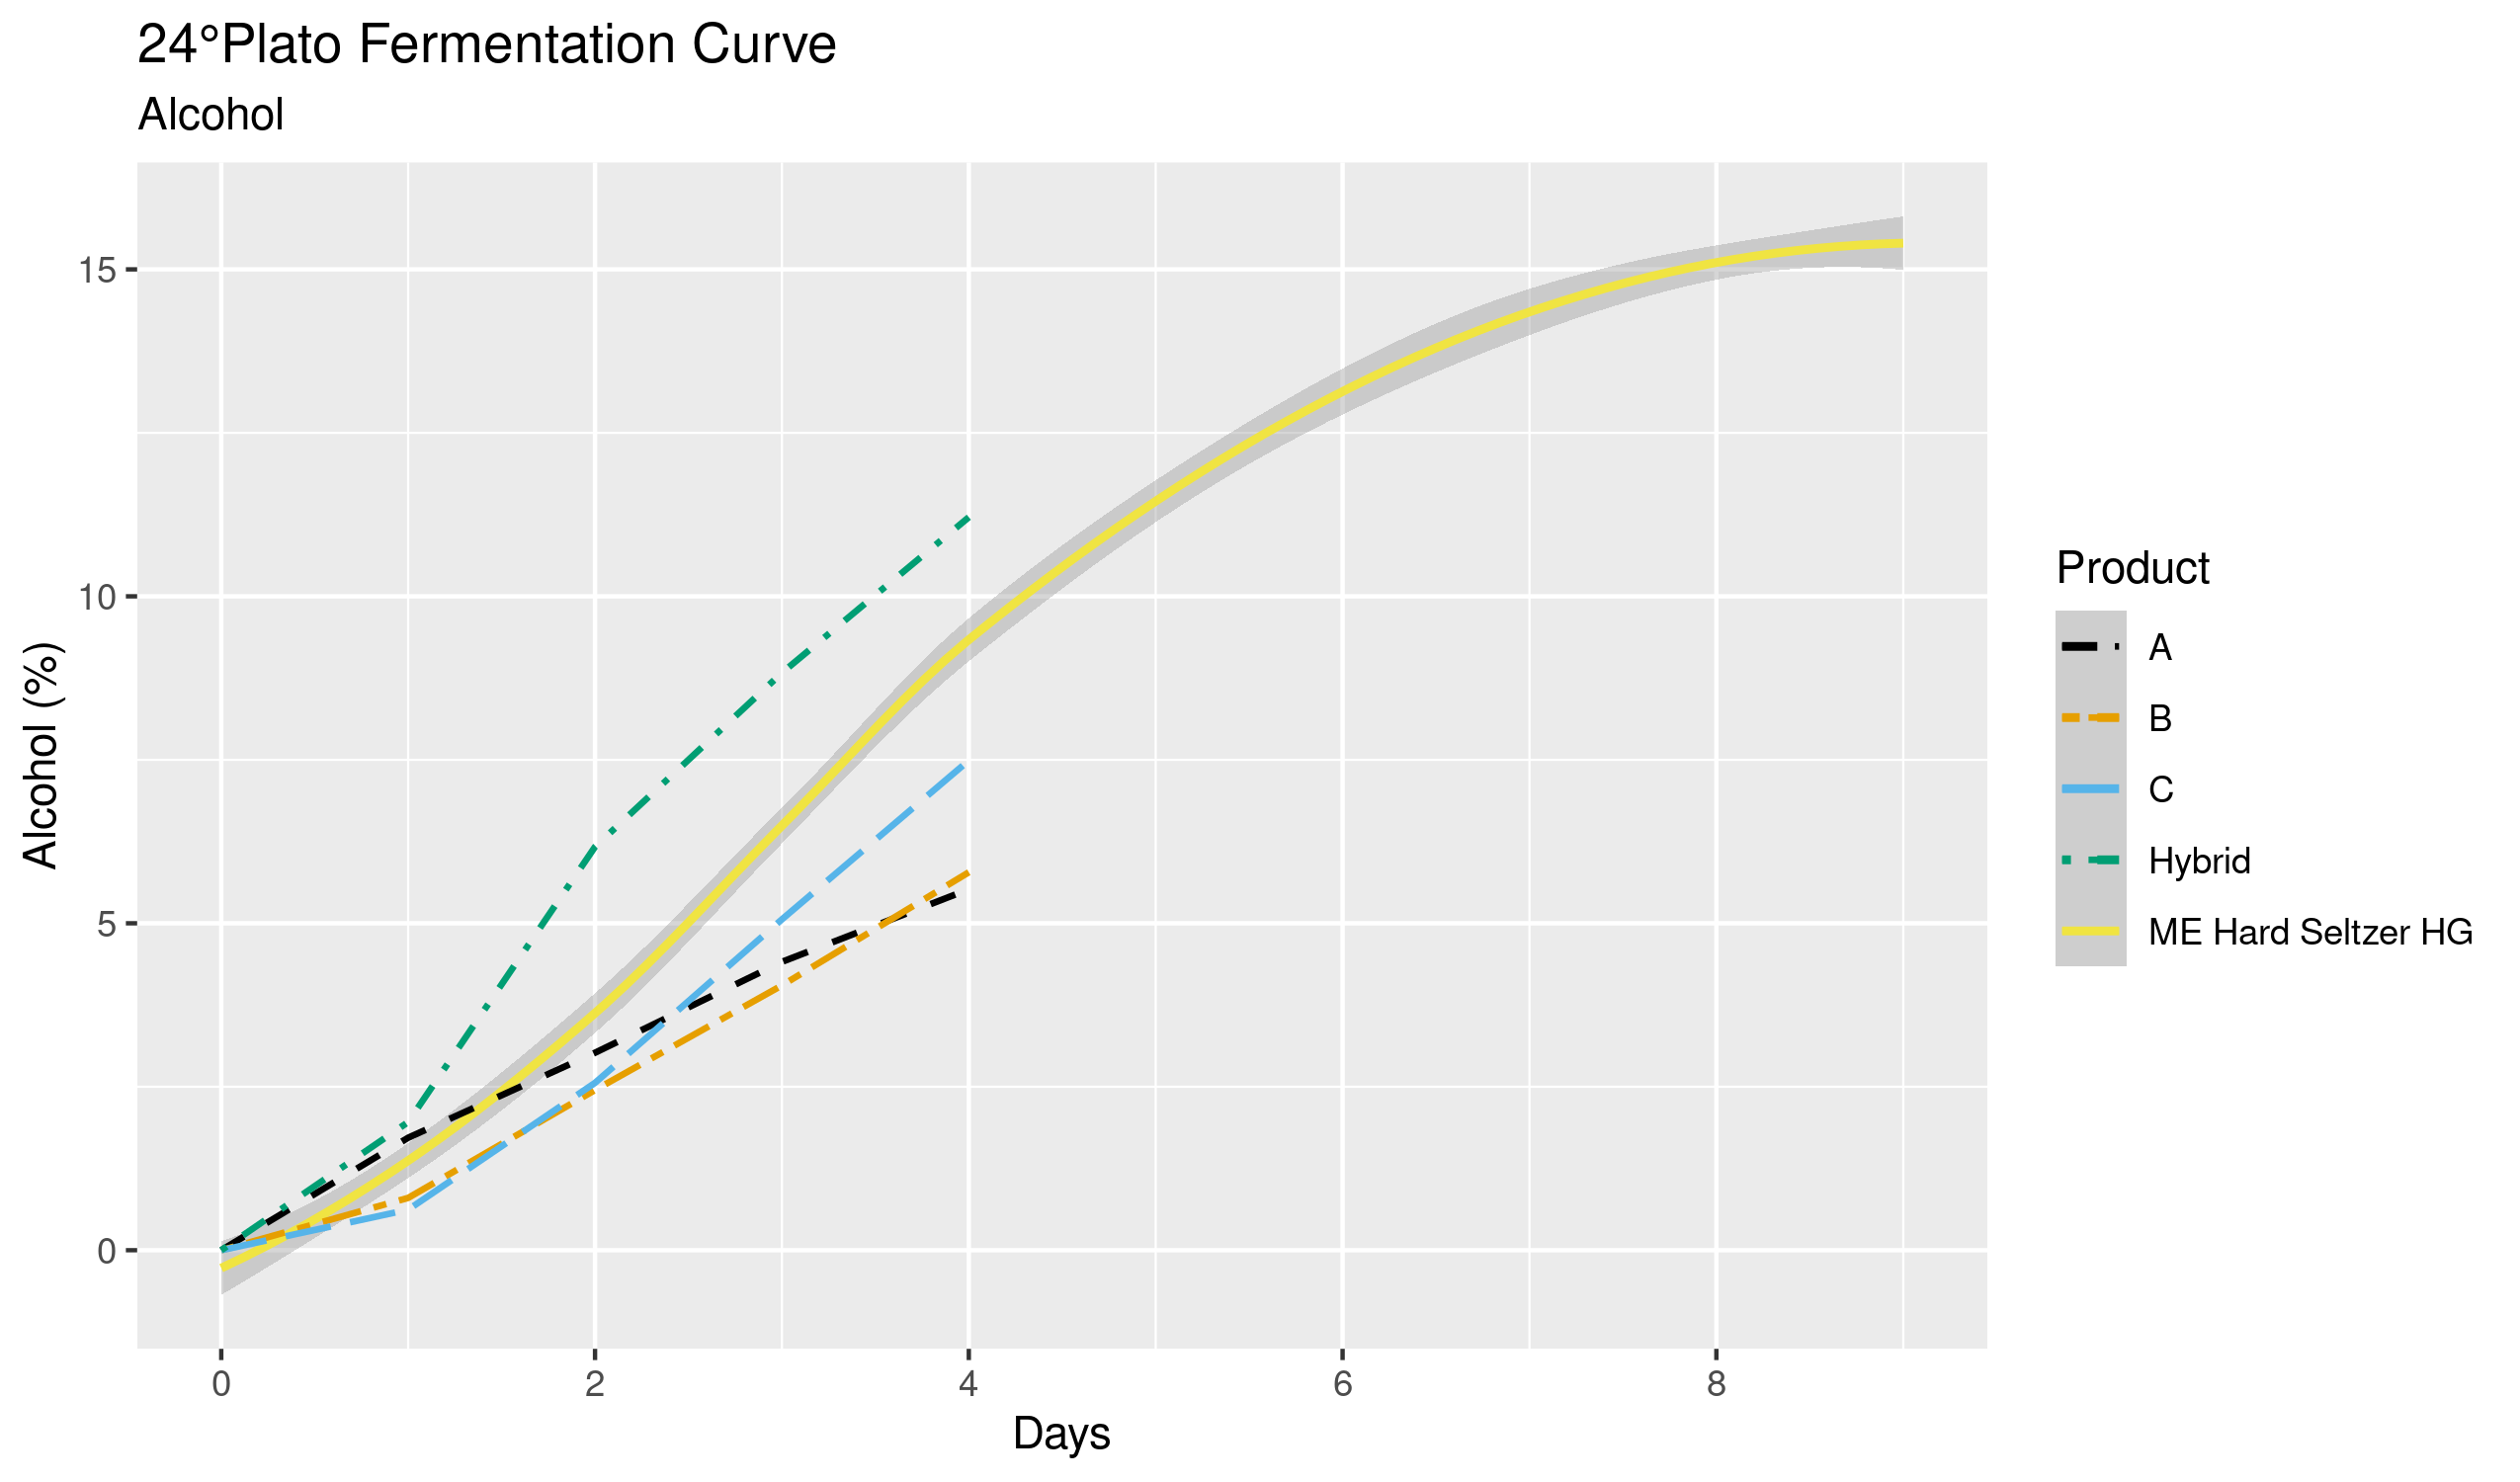 24°Plato Fermentation Curve
Alcohol
Alcohol (%)
15
10
5
0
0
2
4
6
8
Days
Product
A
B
C
Hybrid
ME Hard Seltzer HG